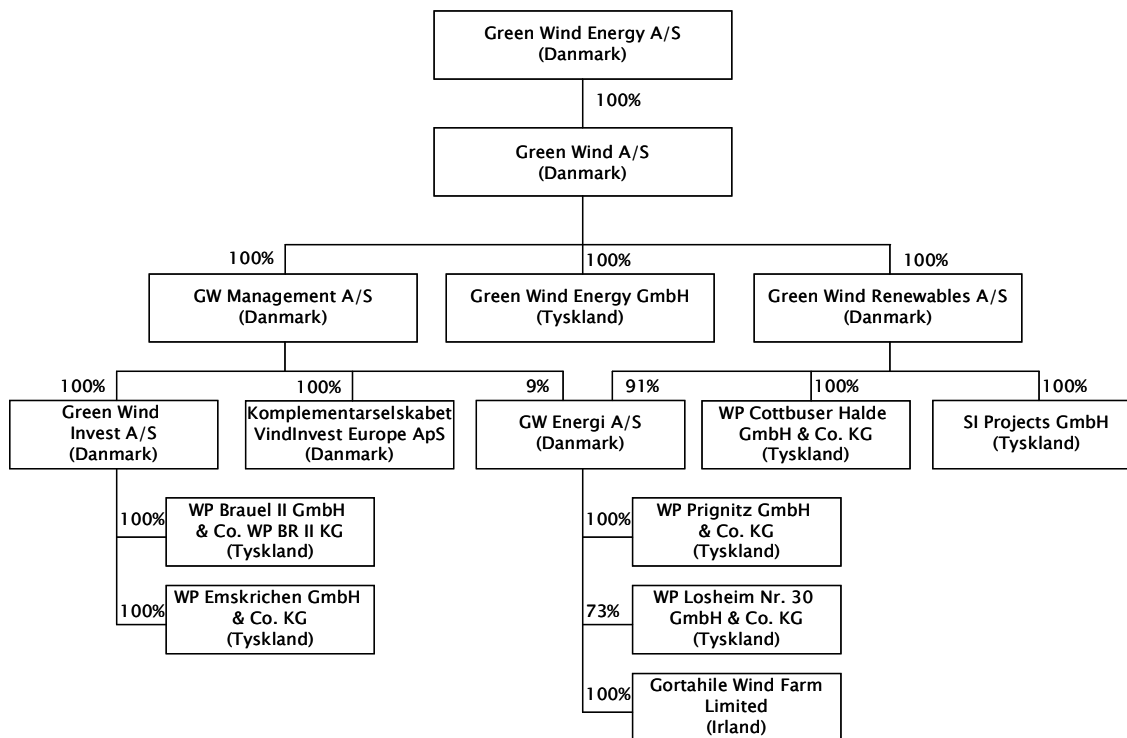 Green Wind Energy A/S
(Danmark)
100%
Green Wind A/S
(Danmark)
100%
100%
100%
GW Management A/S
(Danmark)
Green Wind Energy GmbH
(Tyskland)
Green Wind Renewables A/S
(Danmark)
100%
100%
9%
91%
100%
100%
Green Wind
Invest A/S
(Danmark)
Komplementarselskabet
VindInvest Europe ApS
(Danmark)
GW Energi A/S
(Danmark)
WP Cottbuser Halde
GmbH & Co. KG
(Tyskland)
SI Projects GmbH
(Tyskland)
100%
WP Brauel II GmbH
& Co. WP BR II KG
(Tyskland)
100%
WP Prignitz GmbH
& Co. KG
(Tyskland)
100%
WP Emskrichen GmbH
& Co. KG
(Tyskland)
73%
WP Losheim Nr. 30
GmbH & Co. KG
(Tyskland)
100%
Gortahile Wind Farm
Limited
(Irland)